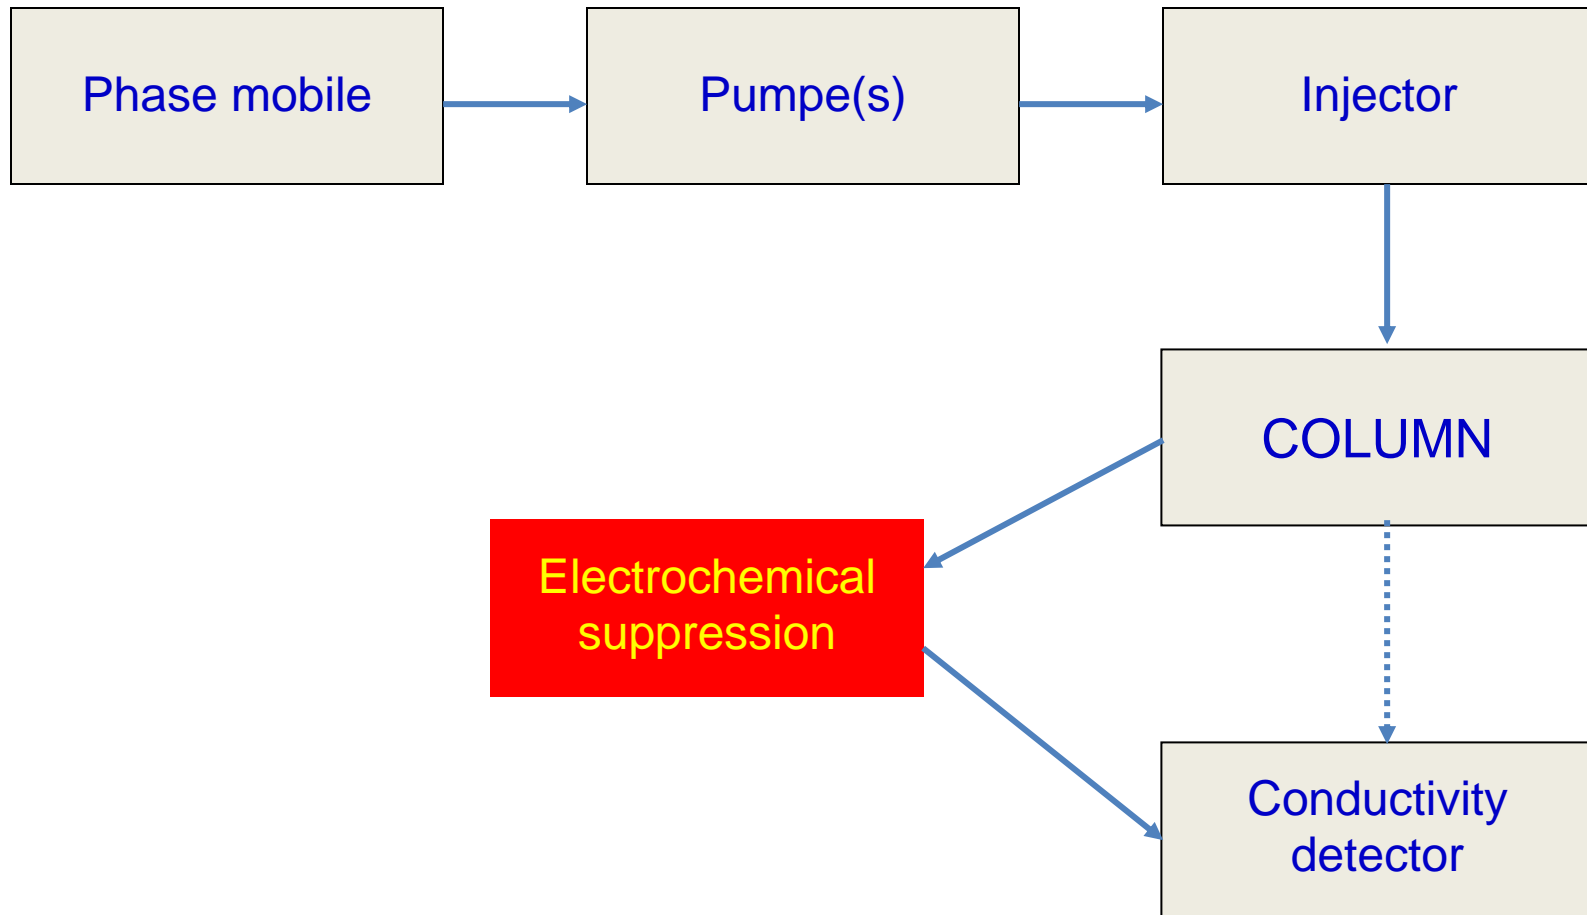 Phase mobile
Pumpe(s)
Injector
COLUMN
Electrochemical
suppression
Conductivity
detector